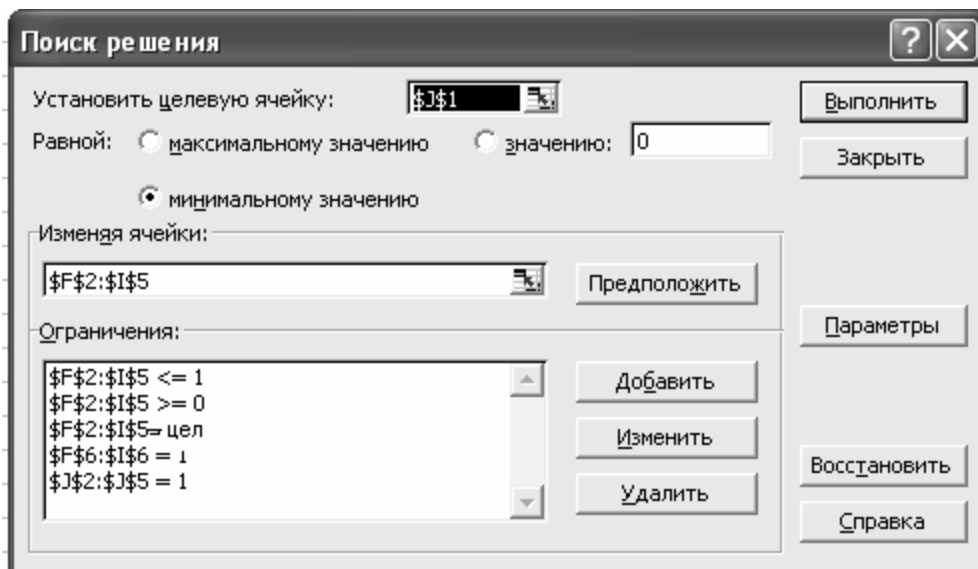 Поиск решения
Установить целевую ячейку: $J$1
Выполнить
Равной: максимальному значению значению: 0
Закрыть
минимальному значению
Изменяя ячейки:
$F$2:$I$5
Предположить
Параметры
Ограничения:
$F$2:$I$5 <= 1
$F$2:$I$5 >= 0
$F$2:$I$5= цел
$F$6:$I$6 = 1
$J$2:$J$5 = 1
Добавить
Изменить
Удалить
Восстановить
Справка